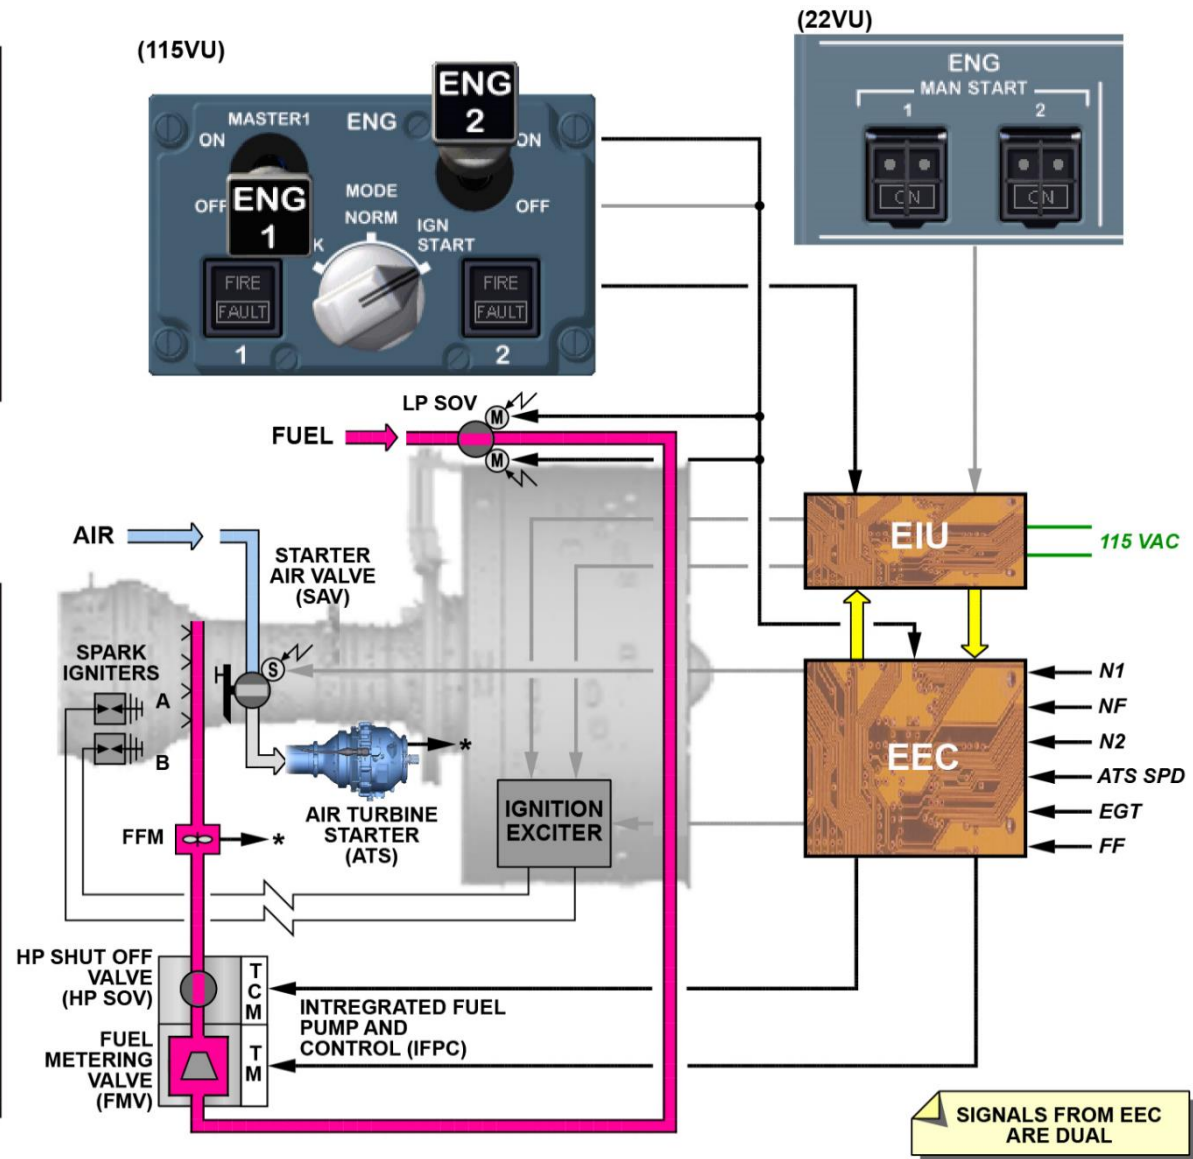 (115VU)
(22VU)
ENG
MAN START
1
2
ON
ON
ENG
2
MASTER1
ENG
ON
ON
OFF
OFF
ENG
1
MODE
NORM
K
IGN
START
FIRE
FAULT
FIRE
FAULT
1
2
LP SOV
M
FUEL
M
AIR
STARTER
AIR VALVE
(SAV)
EIU
115 VAC
SPARK
IGNITERS
S
A
B
*
AIR TURBINE
STARTER
(ATS)
IGNITION
EXCITER
EEC
N1
NF
N2
ATS SPD
EGT
FF
FFM
*
HP SHUT OFF
VALVE
(HP SOV)
T
C
M
INTREGRATED FUEL
PUMP AND
CONTROL (IFPC)
FUEL
METERING
VALVE
(FMV)
T
M
SIGNALS FROM EEC
ARE DUAL